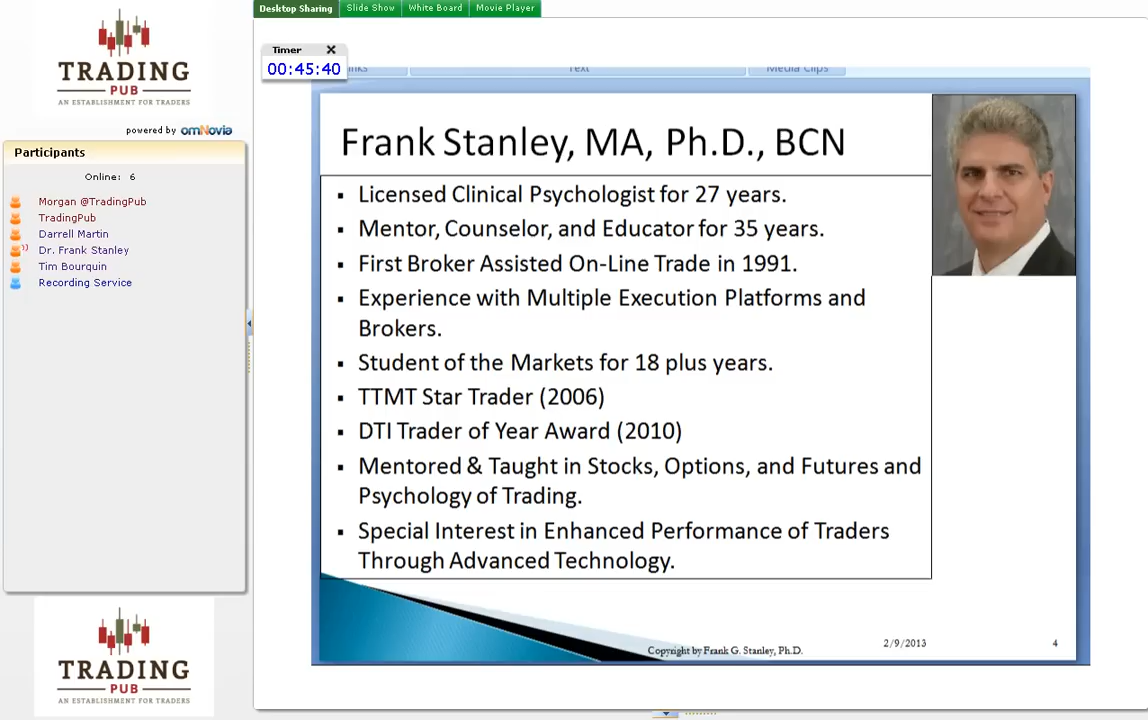 Desktop Sharing Slide Show White Board Movie Player
TRADING
PUB
AN ESTABLISHMENT FOR TRADERS
powered by omNovia
Participants
Online: 6
Morgan @TradingPub
TradingPub
Darrell Martin
Dr. Frank Stanley
Tim Bourquin
Recording Service
TRADING
PUB
AN ESTABLISHMENT FOR TRADERS
Timer
00:45:40
Text Media Clips
Frank Stanley, MA, Ph.D., BCN
▪ Licensed Clinical Psychologist for 27 years.
▪ Mentor, Counselor, and Educator for 35 years.
▪ First Broker Assisted On-Line Trade in 1991.
▪ Experience with Multiple Execution Platforms and
Brokers.
▪ Student of the Markets for 18 plus years.
▪ TTMT Star Trader (2006)
▪ DTI Trader of Year Award (2010)
▪ Mentored & Taught in Stocks, Options, and Futures and
Psychology of Trading.
▪ Special Interest in Enhanced Performance of Traders
Through Advanced Technology.
Copyright by Frank G. Stanley, Ph.D.
2/9/2013
4